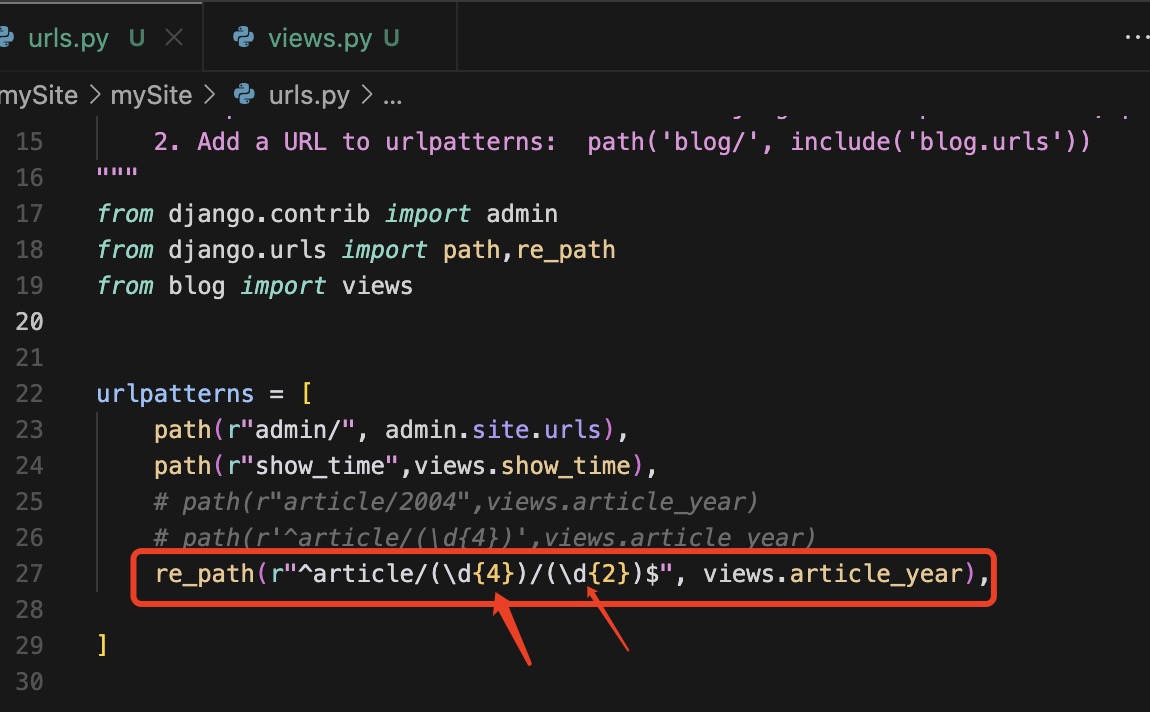 urls.py U
views.py U
...
mySite > mySite > urls.py > ...
15 2. Add a URL to urlpatterns:  path('blog/', include('blog.urls'))
16 """
17 from django.contrib import admin
18 from django.urls import path,re_path
19 from blog import views
20
21
22 urlpatterns = [
23     path(r"admin/", admin.site.urls),
24     path(r"show_time",views.show_time),
25     # path(r"article/2004",views.article_year)
26     # path(r'^article/(\d{4})',views.article_year)
27     re_path(r"^article/(\d{4})/(\d{2})$", views.article_year),
28
29 ]
30